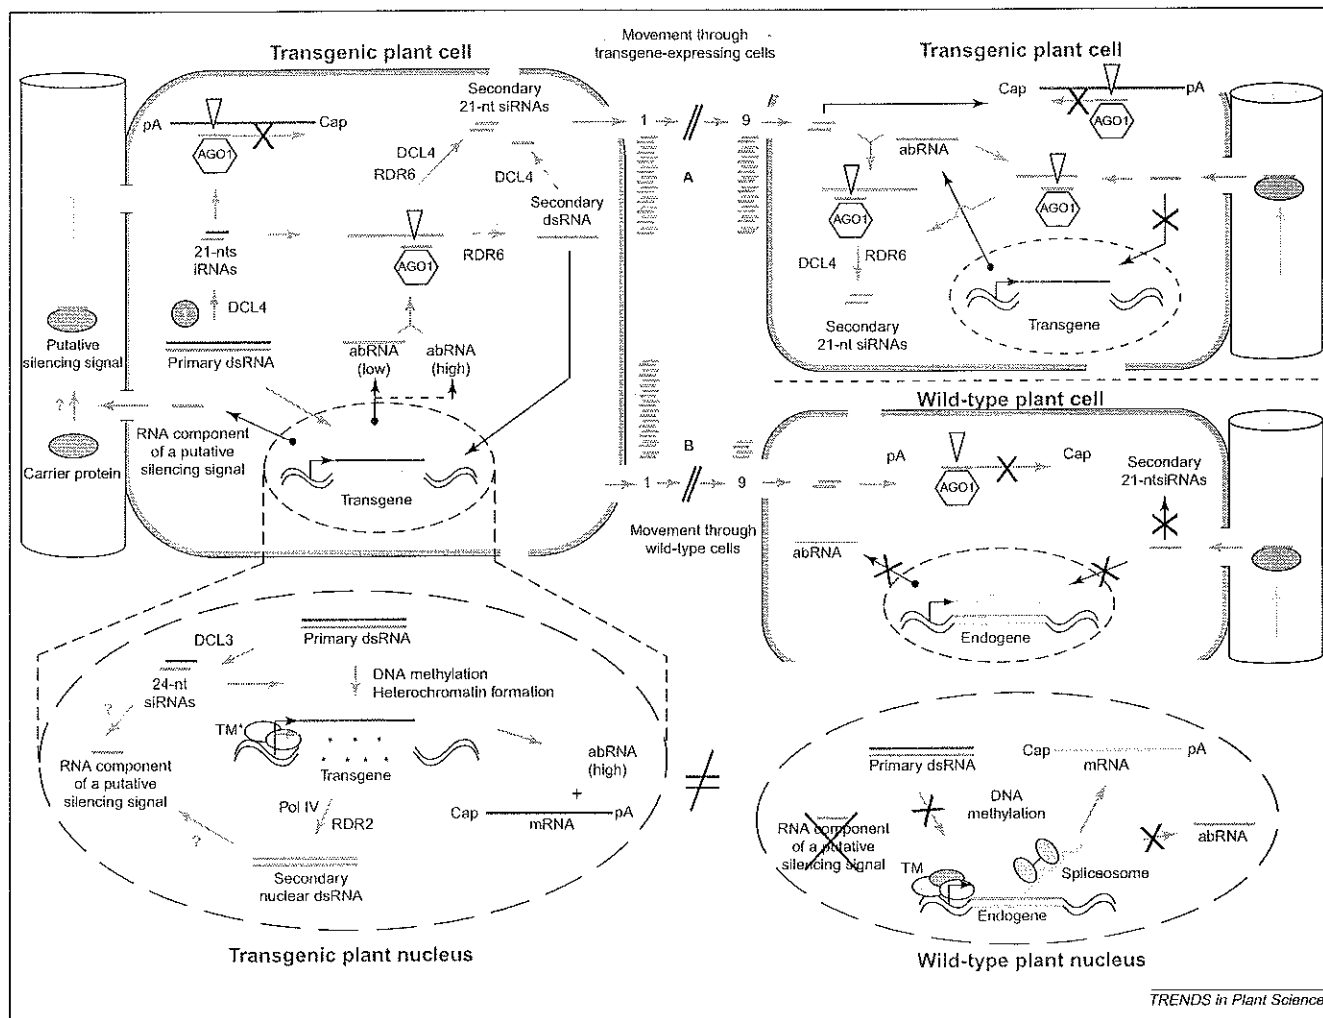 Movement through
transgene-expressing cells
Transgenic plant cell
Transgenic plant cell
Secondary
21-nt siRNAs
pA
Cap
AGO1
DCL4
RDR6
DCL4
Secondary
dsRNA
21-nts
iRNAs
AGO1
RDR6
DCL4
Putative
silencing signal
Primary dsRNA
abRNA
(low)
abRNA
(high)
?
RNA component
of a putative
silencing signal
Carrier protein
Transgene
1
9
A
Cap
pA
AGO1
abRNA
AGO1
AGO1
DCL4
RDR6
Secondary
21-nt siRNAs
Transgene
Wild-type plant cell
B
1
9
Movement through
wild-type cells
pA
Cap
AGO1
Secondary
21-ntsiRNAs
abRNA
Endogene
DCL3
Primary dsRNA
24-nt
siRNAs
DNA methylation
Heterochromatin formation
?
TM*
Transgene
RNA component
of a putative
silencing signal
abRNA
(high)
+
Pol IV
RDR2
Cap
pA
mRNA
?
Secondary
nuclear dsRNA
Transgenic plant nucleus
Primary dsRNA
Cap
pA
mRNA
DNA
methylation
RNA component
of a putative
silencing signal
abRNA
TM
Spliceosome
Endogene
Wild-type plant nucleus
TRENDS in Plant Science